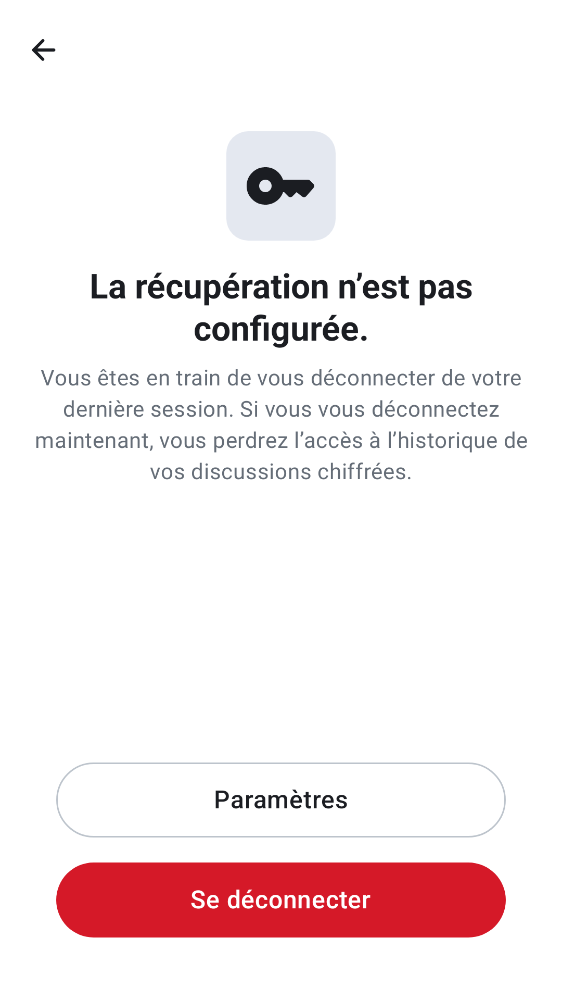 La récupération n’est pas
configurée.
Vous êtes en train de vous déconnecter de votre
dernière session. Si vous vous déconnectez
maintenant, vous perdrez l’accès à l’historique de
vos discussions chiffrées.
Paramètres
Se déconnecter